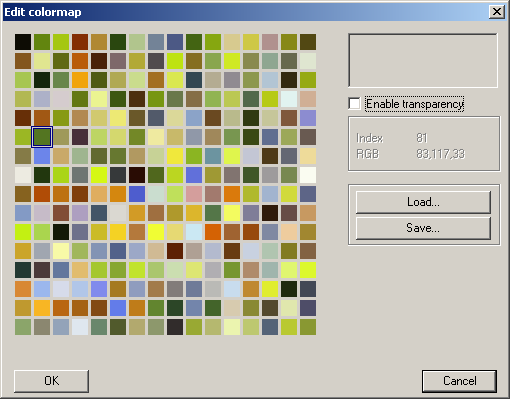 Edit colormap
Enable transparency
Index 81
RGB 83,117,33
Load...
Save...
OK
Cancel